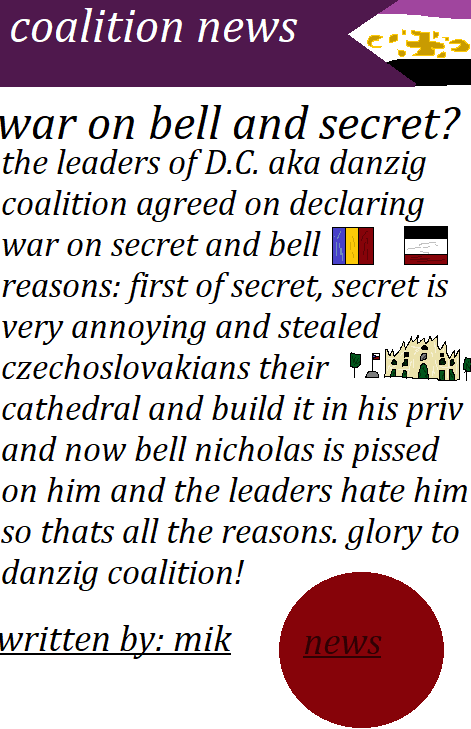 coalition news
war on bell and secret?
the leaders of D.C. aka danzig
coalition agreed on declaring
war on secret and bell
reasons: first of secret, secret is
very annoying and stealed
czechoslovakians their
cathedral and build it in his priv
and now bell nicholas is pissed
on him and the leaders hate him
so thats all the reasons. glory to
danzig coalition!
written by: mik
news